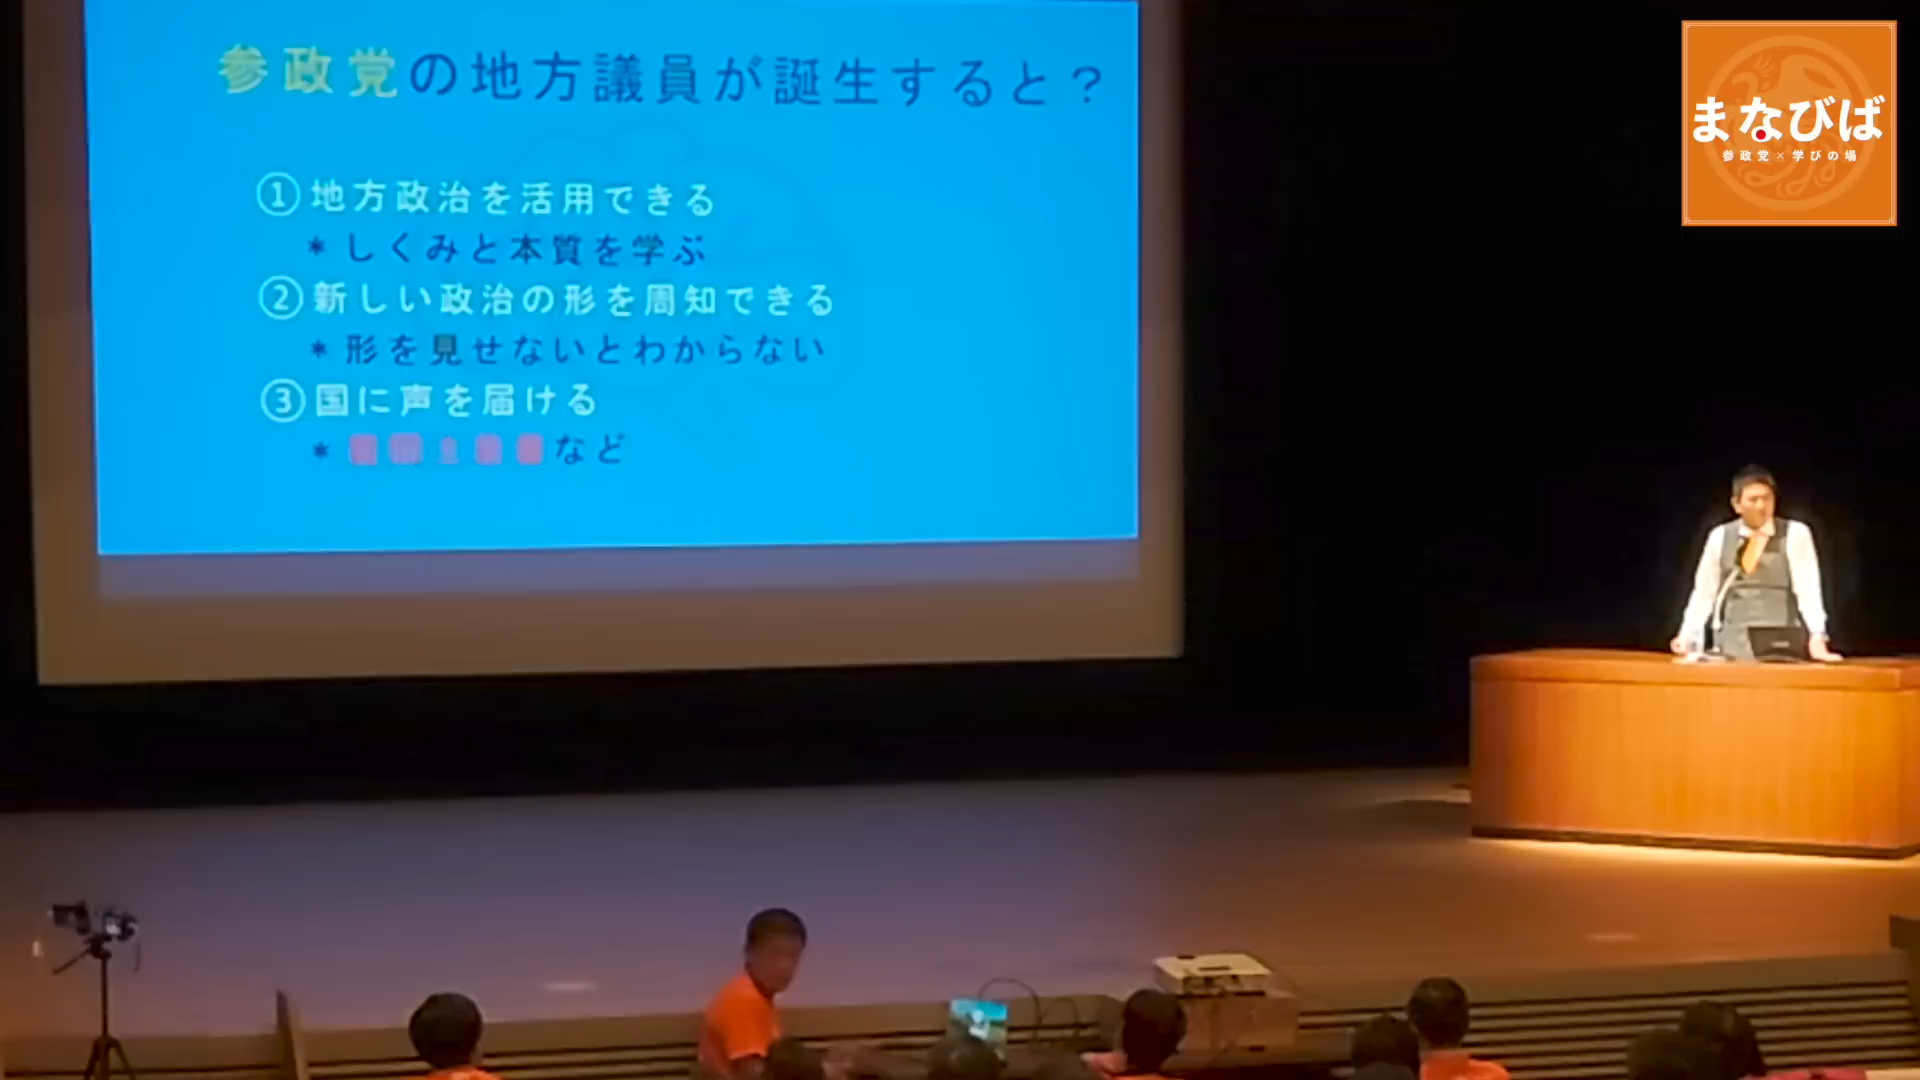 参政党の地方議員が誕生すると？
①地方政治を活用できる
＊しくみと本質を学ぶ
②新しい政治の形を周知できる
＊形を見せないとわからない
③国に声を届ける
＊など
まなびば
参政党×学びの場